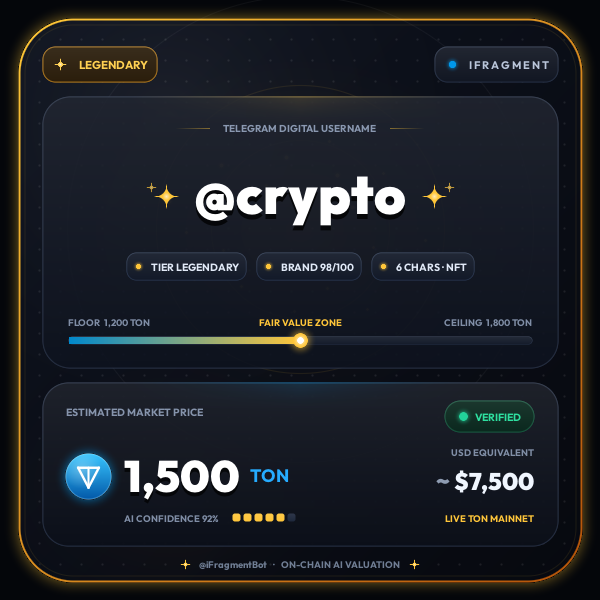 LEGENDARY
IFRAGMENT
TELEGRAM DIGITAL USERNAME
@crypto
TIER LEGENDARY
BRAND 98/100
6 CHARS · NFT
FLOOR 1,200 TON
FAIR VALUE ZONE
CEILING 1,800 TON
ESTIMATED MARKET PRICE
VERIFIED
USD EQUIVALENT
1,500 TON
~ $7,500
AI CONFIDENCE 92%
LIVE TON MAINNET
@iFragmentBot · ON-CHAIN AI VALUATION